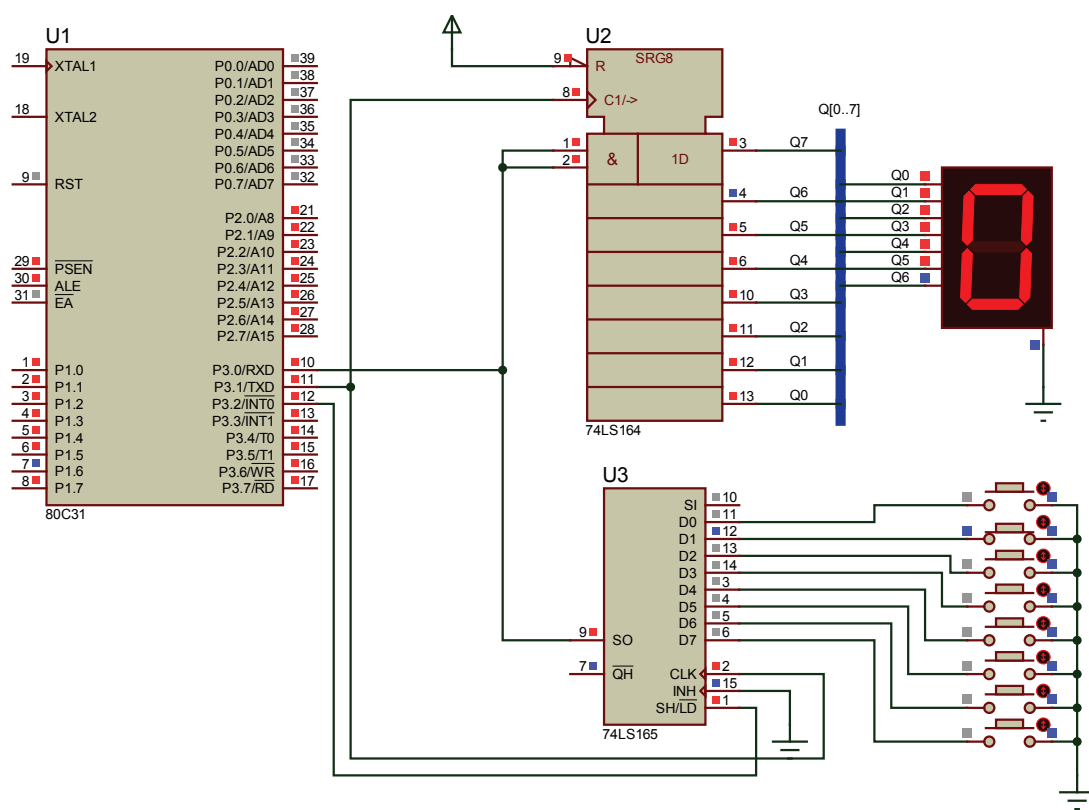 U1
19 XTAL1
18 XTAL2
9 RST
29 PSEN
30 ALE
31 EA
1 P1.0
2 P1.1
3 P1.2
4 P1.3
5 P1.4
6 P1.5
7 P1.6
8 P1.7
P0.0/AD0 39
P0.1/AD1 38
P0.2/AD2 37
P0.3/AD3 36
P0.4/AD4 35
P0.5/AD5 34
P0.6/AD6 33
P0.7/AD7 32
P2.0/A8 21
P2.1/A9 22
P2.2/A10 23
P2.3/A11 24
P2.4/A12 25
P2.5/A13 26
P2.6/A14 27
P2.7/A15 28
P3.0/RXD 10
P3.1/TXD 11
P3.2/INT0 12
P3.3/INT1 13
P3.4/T0 14
P3.5/T1 15
P3.6/WR 16
P3.7/RD 17
80C31
U2
SRG8
9 R
8 C1/->
1
2
& 1D
3 Q7
4 Q6
5 Q5
6 Q4
10 Q3
11 Q2
12 Q1
13 Q0
74LS164
Q[0..7]
Q0
Q1
Q2
Q3
Q4
Q5
Q6
U3
SI 10
D0 11
D1 12
D2 13
D3 14
D4 3
D5 4
D6 5
D7 6
9 SO
7 QH
CLK 2
INH 15
SH/LD 1
74LS165